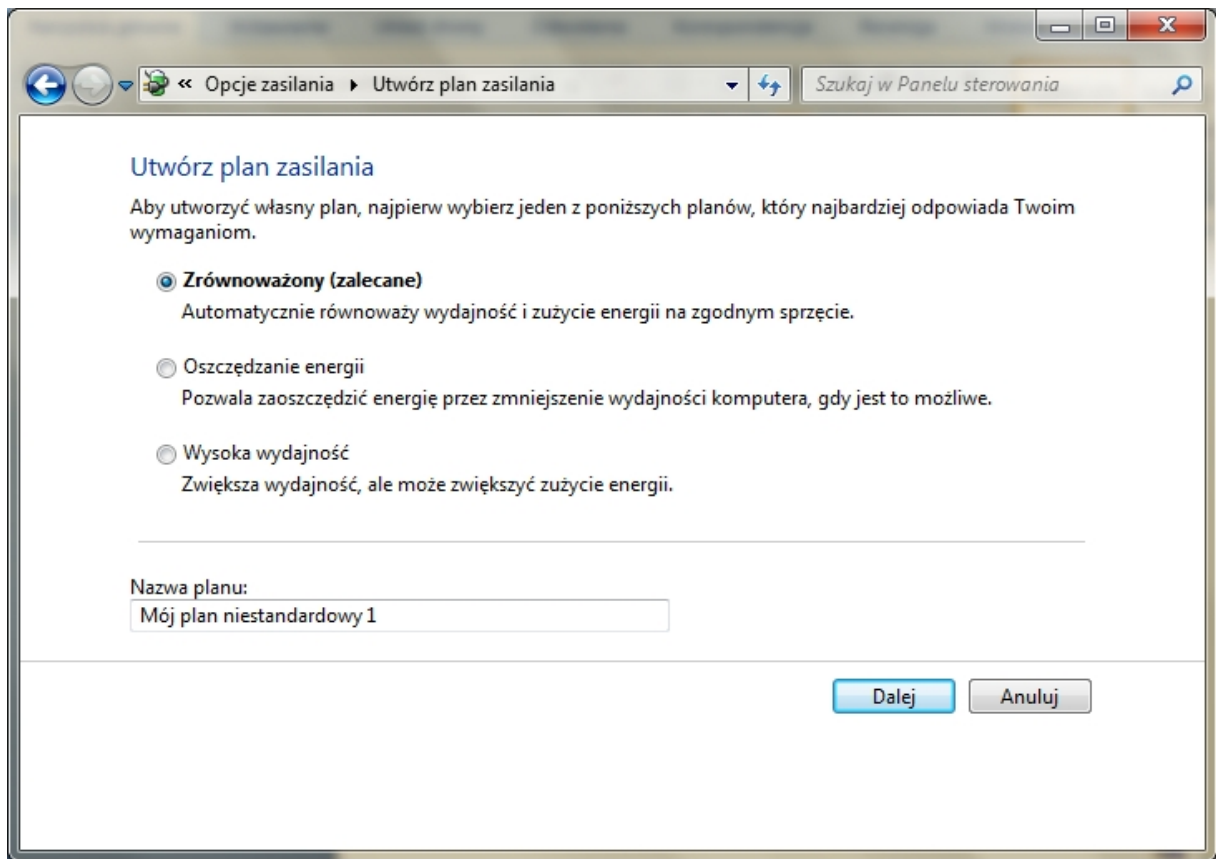 « Opcje zasilania ▸ Utwórz plan zasilania
Szukaj w Panelu sterowania
Utwórz plan zasilania
Aby utworzyć własny plan, najpierw wybierz jeden z poniższych planów, który najbardziej odpowiada Twoim
wymaganiom.
Zrównoważony (zalecane)
Automatycznie równoważy wydajność i zużycie energii na zgodnym sprzęcie.
Oszczędzanie energii
Pozwala zaoszczędzić energię przez zmniejszenie wydajności komputera, gdy jest to możliwe.
Wysoka wydajność
Zwiększa wydajność, ale może zwiększyć zużycie energii.
Nazwa planu:
Mój plan niestandardowy 1
Dalej
Anuluj